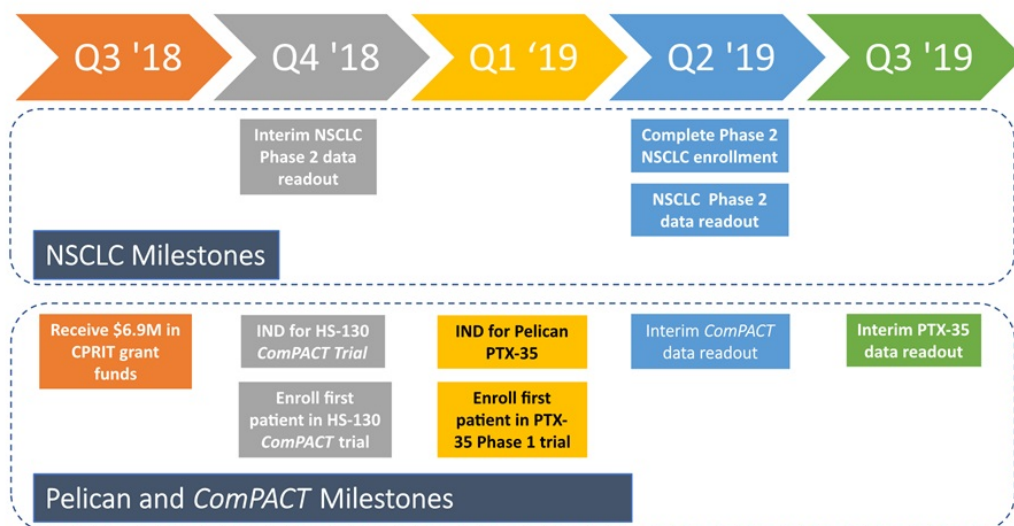 Q3 '18
Q4 '18
Q1 ‘19
Q2 '19
Q3 '19
Interim NSCLC
Phase 2 data
readout
Complete Phase 2
NSCLC enrollment
NSCLC Phase 2
data readout
NSCLC Milestones
Receive $6.9M in
CPRIT grant
funds
IND for HS-130
ComPACT Trial
Enroll first
patient in HS-130
ComPACT trial
IND for Pelican
PTX-35
Enroll first
patient in PTX-
35 Phase 1 trial
Interim ComPACT
data readout
Interim PTX-35
data readout
Pelican and ComPACT Milestones